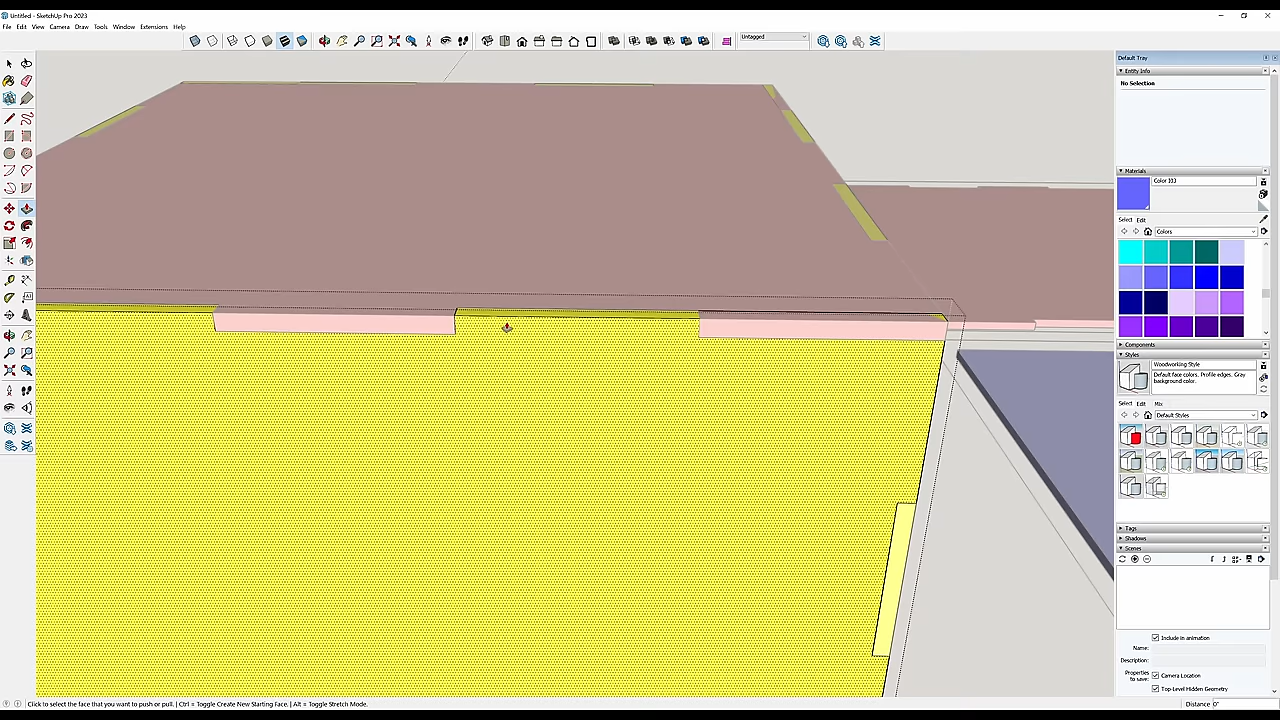 Untitled - SketchUp Pro 2023
File Edit View Camera Draw Tools Window Extensions Help
Untagged
Default Tray
Entity Info
No Selection
Materials
Color 103
Select Edit
Colors
Components
Styles
Woodworking Style
Default face colors. Profile edges. Gray
background color.
Select Edit Mix
Default Styles
Tags
Shadows
Scenes
Include in animation
Name:
Description:
Properties
to save:
Camera Location
Top-Level Hidden Geometry
Click to select the face that you want to push or pull. | Ctrl = Toggle Create New Starting Face. | Alt = Toggle Stretch Mode.
Distance 0"